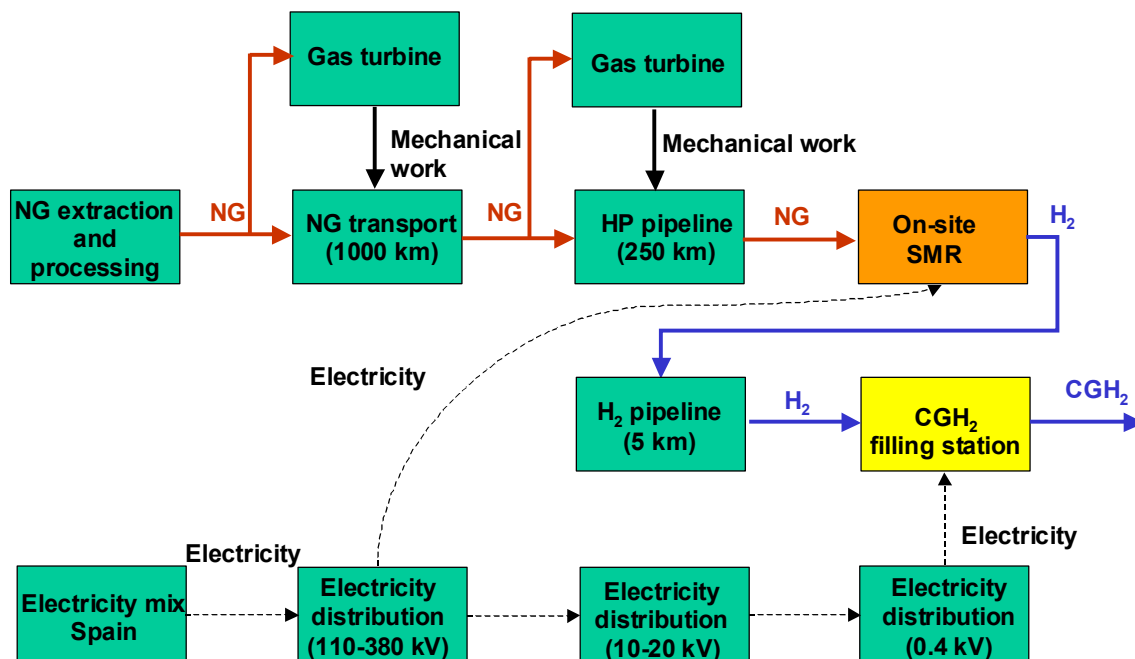 Gas turbine
Gas turbine
Mechanical
work
Mechanical work
NG extraction
and
processing
NG
NG transport
(1000 km)
NG
HP pipeline
(250 km)
NG
On-site
SMR
H₂
Electricity
H₂ pipeline
(5 km)
H₂
CGH₂
filling station
CGH₂
Electricity
Electricity
Electricity mix
Spain
Electricity
distribution
(110-380 kV)
Electricity
distribution
(10-20 kV)
Electricity
distribution
(0.4 kV)